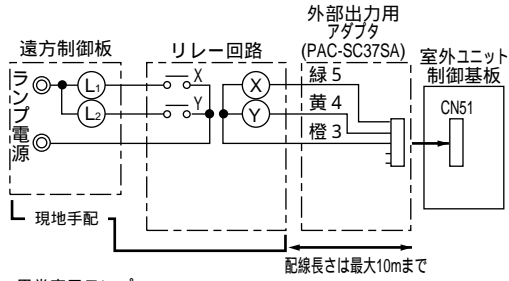 外部出力用
アダプタ
(PAC-SC37SA)
遠方制御板
リレー回路
室外ユニット
制御基板
ランプ電源
L1
L2
X
Y
X
Y
緑 5
黄 4
橙 3
CN51
現地手配
配線長さは最大10mまで